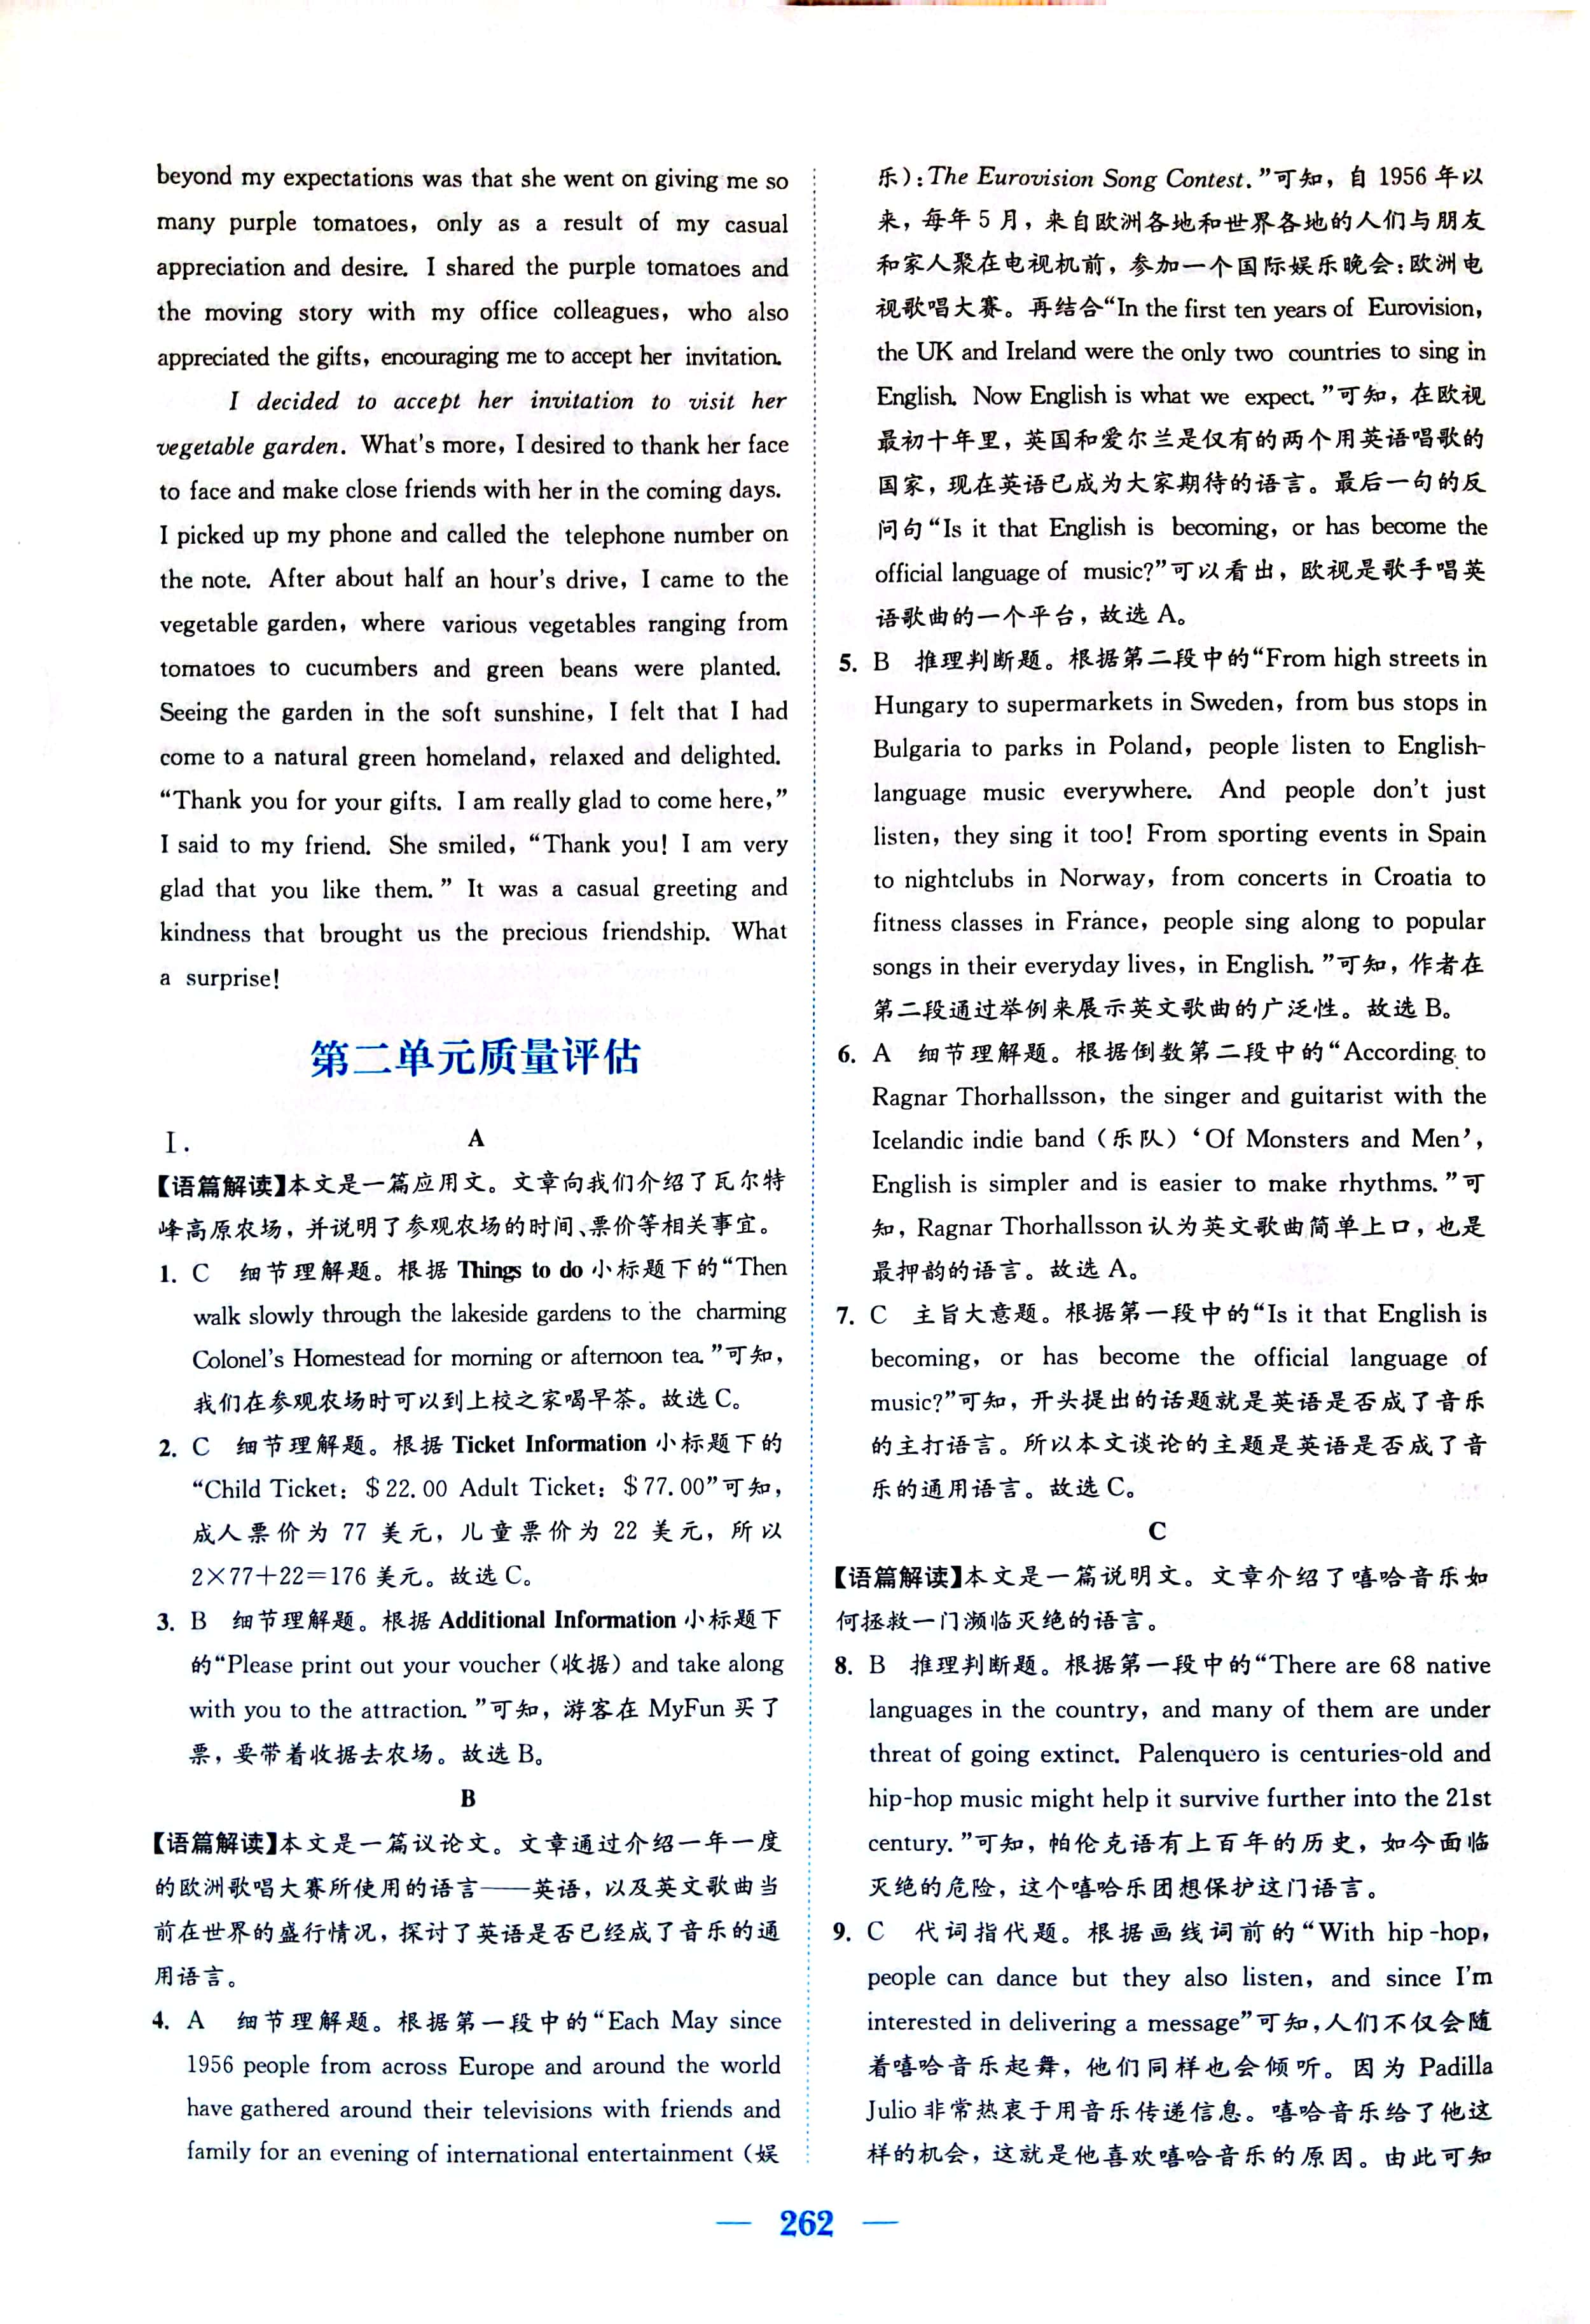 beyond my expectations was that she went on giving me so
many purple tomatoes, only as a result of my casual
appreciation and desire. I shared the purple tomatoes and
the moving story with my office colleagues, who also
appreciated the gifts, encouraging me to accept her invitation.
I decided to accept her invitation to visit her
vegetable garden. What's more, I desired to thank her face
to face and make close friends with her in the coming days.
I picked up my phone and called the telephone number on
the note. After about half an hour's drive, I came to the
vegetable garden, where various vegetables ranging from
tomatoes to cucumbers and green beans were planted.
Seeing the garden in the soft sunshine, I felt that I had
come to a natural green homeland, relaxed and delighted.
“Thank you for your gifts. I am really glad to come here,”
I said to my friend. She smiled, “Thank you! I am very
glad that you like them.” It was a casual greeting and
kindness that brought us the precious friendship. What
a surprise!
第二单元质量评估
Ⅰ. A
【语篇解读】本文是一篇应用文。文章向我们介绍了瓦尔特
峰高原农场，并说明了参观农场的时间、票价等相关事宜。
1. C 细节理解题。根据 Things to do 小标题下的“Then
walk slowly through the lakeside gardens to the charming
Colonel's Homestead for morning or afternoon tea.”可知，
我们在参观农场时可以到上校之家喝早茶。故选 C。
2. C 细节理解题。根据 Ticket Information 小标题下的
“Child Ticket: $22.00 Adult Ticket: $77.00”可知，
成人票价为 77 美元，儿童票价为 22 美元，所以
2×77+22=176 美元。故选 C。
3. B 细节理解题。根据 Additional Information 小标题下
的“Please print out your voucher（收据）and take along
with you to the attraction.”可知，游客在 MyFun 买了
票，要带着收据去农场。故选 B。
B
【语篇解读】本文是一篇议论文。文章通过介绍一年一度
的欧洲歌唱大赛所使用的语言——英语，以及英文歌曲当
前在世界的盛行情况，探讨了英语是否已经成了音乐的通
用语言。
4. A 细节理解题。根据第一段中的“Each May since
1956 people from across Europe and around the world
have gathered around their televisions with friends and
family for an evening of international entertainment（娱
乐）：The Eurovision Song Contest.”可知，自 1956 年以
来，每年 5 月，来自欧洲各地和世界各地的人们与朋友
和家人聚在电视机前，参加一个国际娱乐晚会：欧洲电
视歌唱大赛。再结合“In the first ten years of Eurovision,
the UK and Ireland were the only two countries to sing in
English. Now English is what we expect.”可知，在欧视
最初十年里，英国和爱尔兰是仅有的两个用英语唱歌的
国家，现在英语已成为大家期待的语言。最后一句的反
问句“Is it that English is becoming, or has become the
official language of music?”可以看出，欧视是歌手唱英
语歌曲的一个平台，故选 A。
5. B 推理判断题。根据第二段中的“From high streets in
Hungary to supermarkets in Sweden, from bus stops in
Bulgaria to parks in Poland, people listen to English-
language music everywhere. And people don't just
listen, they sing it too! From sporting events in Spain
to nightclubs in Norway, from concerts in Croatia to
fitness classes in France, people sing along to popular
songs in their everyday lives, in English.”可知，作者在
第二段通过举例来展示英文歌曲的广泛性。故选 B。
6. A 细节理解题。根据倒数第二段中的“According to
Ragnar Thorhallsson, the singer and guitarist with the
Icelandic indie band（乐队）‘Of Monsters and Men’,
English is simpler and is easier to make rhythms.”可
知，Ragnar Thorhallsson 认为英文歌曲简单上口，也是
最押韵的语言。故选 A。
7. C 主旨大意题。根据第一段中的“Is it that English is
becoming, or has become the official language of
music?”可知，开头提出的话题就是英语是否成了音乐
的主打语言。所以本文谈论的主题是英语是否成了音
乐的通用语言。故选 C。
C
【语篇解读】本文是一篇说明文。文章介绍了嘻哈音乐如
何拯救一门濒临灭绝的语言。
8. B 推理判断题。根据第一段中的“There are 68 native
languages in the country, and many of them are under
threat of going extinct. Palenquero is centuries-old and
hip-hop music might help it survive further into the 21st
century.”可知，帕伦克语有上百年的历史，如今面临
灭绝的危险，这个嘻哈乐团想保护这门语言。
9. C 代词指代题。根据画线词前的“With hip-hop,
people can dance but they also listen, and since I'm
interested in delivering a message”可知，人们不仅会随
着嘻哈音乐起舞，他们同样也会倾听。因为 Padilla
Julio 非常热衷于用音乐传递信息。嘻哈音乐给了他这
样的机会，这就是他喜欢嘻哈音乐的原因。由此可知
— 262 —